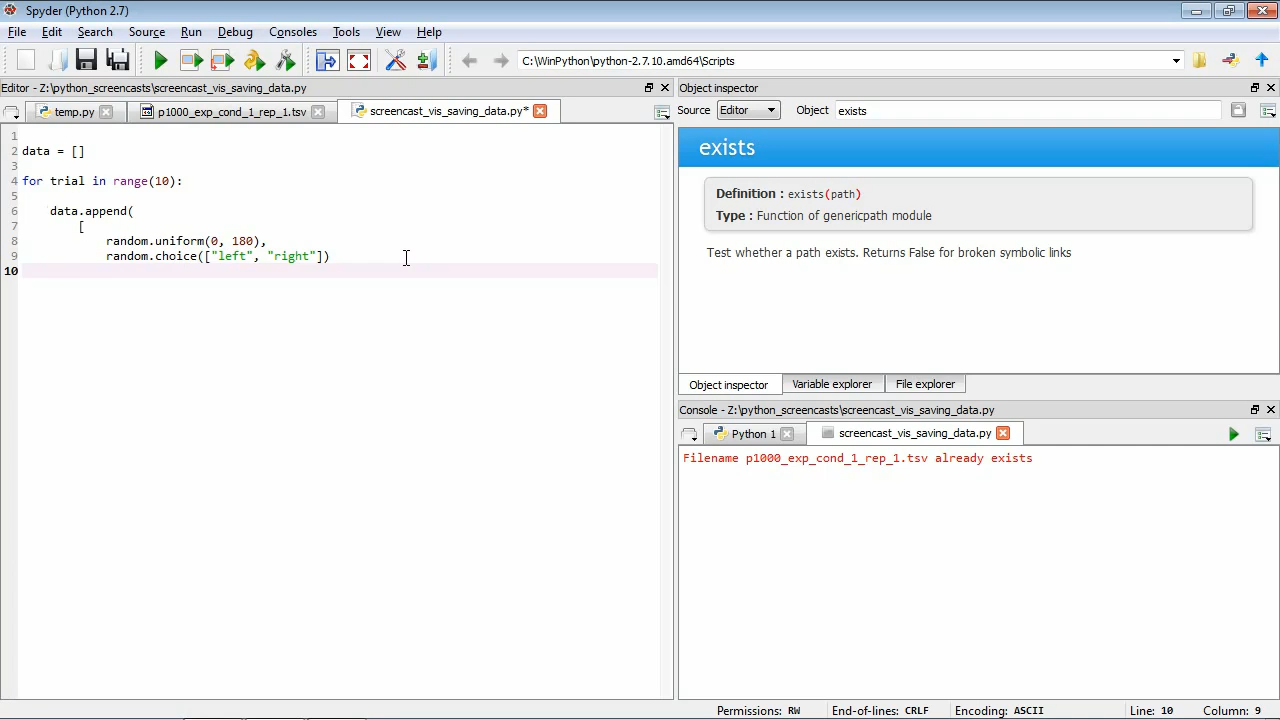 Spyder (Python 2.7)
File Edit Search Source Run Debug Consoles Tools View Help
C:\WinPython\python-2.7.10.amd64\Scripts
Editor - Z:\python_screencasts\screencast_vis_saving_data.py
temp.py p1000_exp_cond_1_rep_1.tsv screencast_vis_saving_data.py*
1
2 data = []
3
4 for trial in range(10):
5
6 data.append(
7 [
8 random.uniform(0, 180),
9 random.choice(["left", "right"])
10
Object inspector
Source Editor Object exists
exists
Definition : exists(path)
Type : Function of genericpath module
Test whether a path exists. Returns False for broken symbolic links
Object inspector Variable explorer File explorer
Console - Z:\python_screencasts\screencast_vis_saving_data.py
Python 1 screencast_vis_saving_data.py
Filename p1000_exp_cond_1_rep_1.tsv already exists
Permissions: RW End-of-lines: CRLF Encoding: ASCII Line: 10 Column: 9